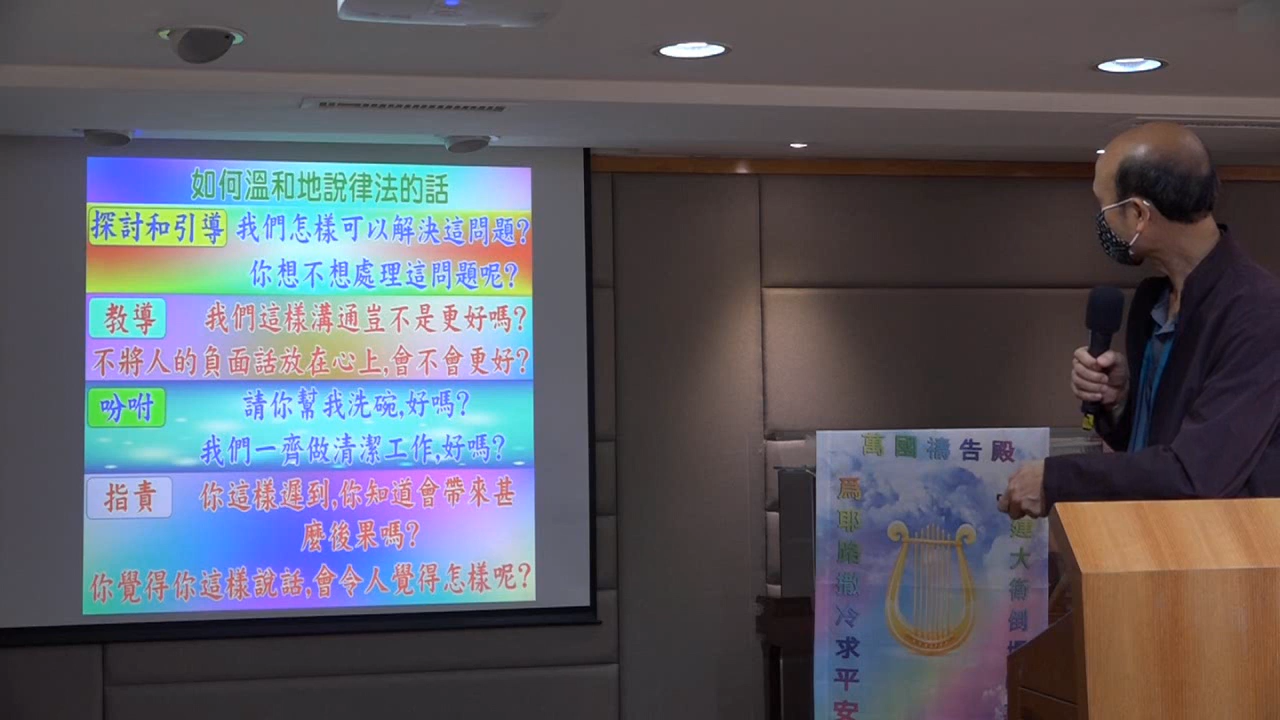 如何溫和地說律法的話
探討和引導 我們怎樣可以解決這問題?
你想不想處理這問題呢?
教導 我們這樣溝通豈不是更好嗎?
不將人的負面話放在心上,會不會更好?
吩咐 請你幫我洗碗,好嗎?
我們一齊做清潔工作,好嗎?
指責 你這樣遲到,你知道會帶來甚
麼後果嗎?
你覺得你這樣說話,會令人覺得怎樣呢?
萬國禱告殿
為耶路撒冷求平安
建大衛倒